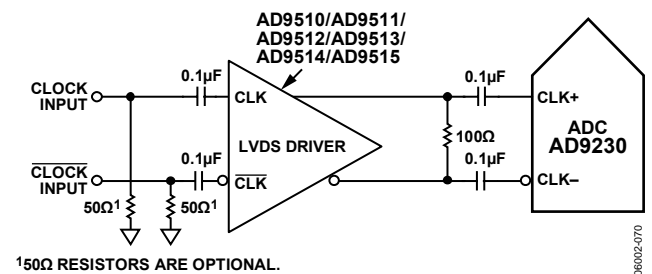 AD9510/AD9511/
AD9512/AD9513/
AD9514/AD9515
CLOCK
INPUT
0.1µF
CLK
0.1µF
CLK+
LVDS DRIVER
100Ω
ADC
AD9230
CLOCK
INPUT
0.1µF
CLK
0.1µF
CLK–
50Ω¹
50Ω¹
¹50Ω RESISTORS ARE OPTIONAL.
06002-070